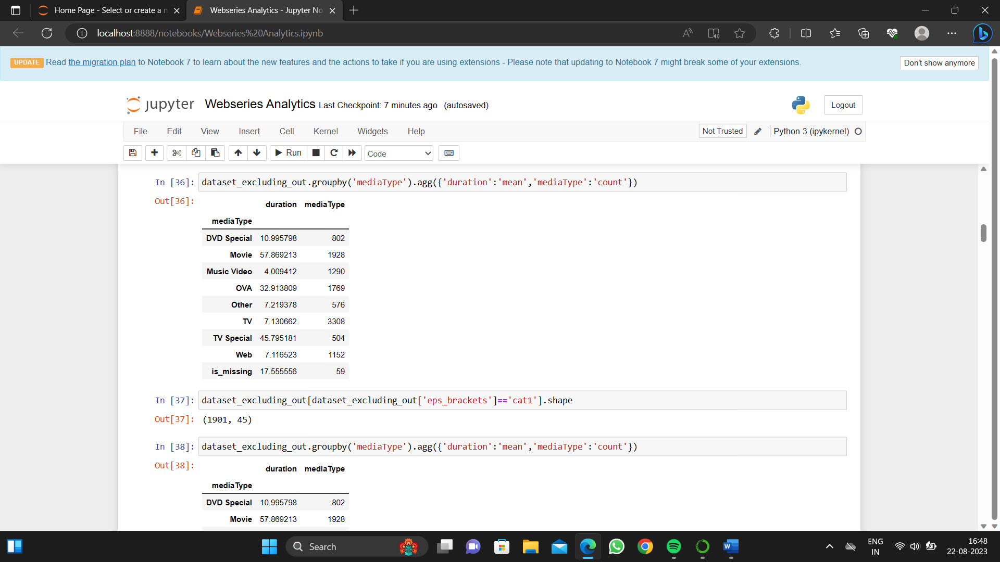 Home Page - Select or create a n
Webseries Analytics - Jupyter No
localhost:8888/notebooks/Webseries%20Analytics.ipynb
UPDATE Read the migration plan to Notebook 7 to learn about the new features and the actions to take if you are using extensions - Please note that updating to Notebook 7 might break some of your extensions.
Don't show anymore
jupyter Webseries Analytics Last Checkpoint: 7 minutes ago (autosaved)
Logout
File Edit View Insert Cell Kernel Widgets Help
Not Trusted Python 3 (ipykernel)
Run Code
In [36]: dataset_excluding_out.groupby('mediaType').agg({'duration':'mean','mediaType':'count'})
Out[36]:
duration mediaType
mediaType
DVD Special 10.995798 802
Movie 57.869213 1928
Music Video 4.009412 1290
OVA 32.913809 1769
Other 7.219378 576
TV 7.130662 3308
TV Special 45.795181 504
Web 7.116523 1152
is_missing 17.555556 59
In [37]: dataset_excluding_out[dataset_excluding_out['eps_brackets']=='cat1'].shape
Out[37]: (1901, 45)
In [38]: dataset_excluding_out.groupby('mediaType').agg({'duration':'mean','mediaType':'count'})
Out[38]:
duration mediaType
mediaType
DVD Special 10.995798 802
Movie 57.869213 1928
Search
ENG
IN
16:48
22-08-2023